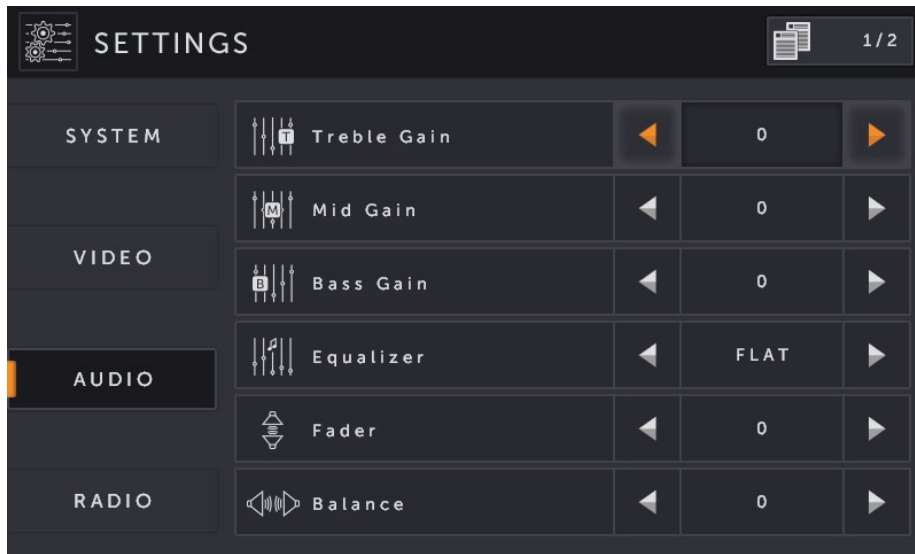 SETTINGS
1/2
SYSTEM
VIDEO
AUDIO
RADIO
T Treble Gain 0
M Mid Gain 0
B Bass Gain 0
Equalizer FLAT
Fader 0
Balance 0